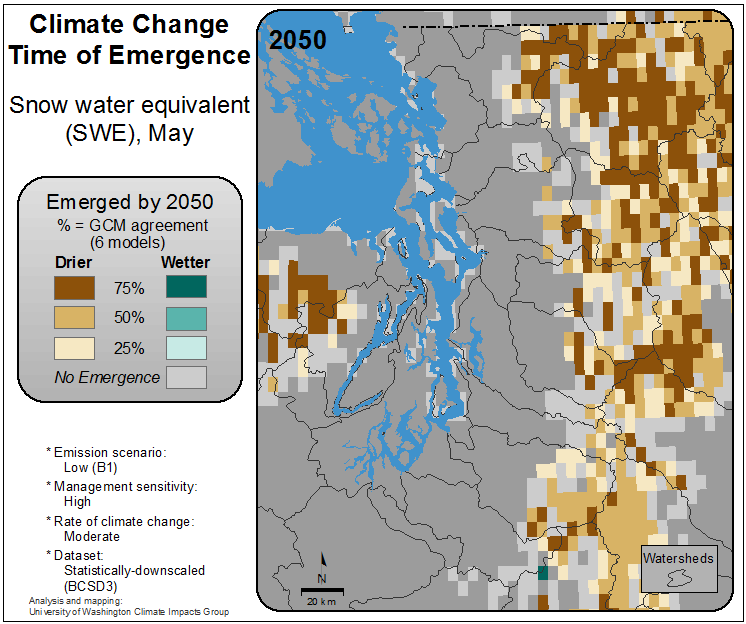 Climate Change
Time of Emergence
Snow water equivalent
(SWE), May
Emerged by 2050
% = GCM agreement
(6 models)
Drier Wetter
75%
50%
25%
No Emergence
* Emission scenario:
Low (B1)
* Management sensitivity:
High
* Rate of climate change:
Moderate
* Dataset:
Statistically-downscaled
(BCSD3)
Analysis and mapping:
University of Washington Climate Impacts Group
2050
N
20 km
Watersheds